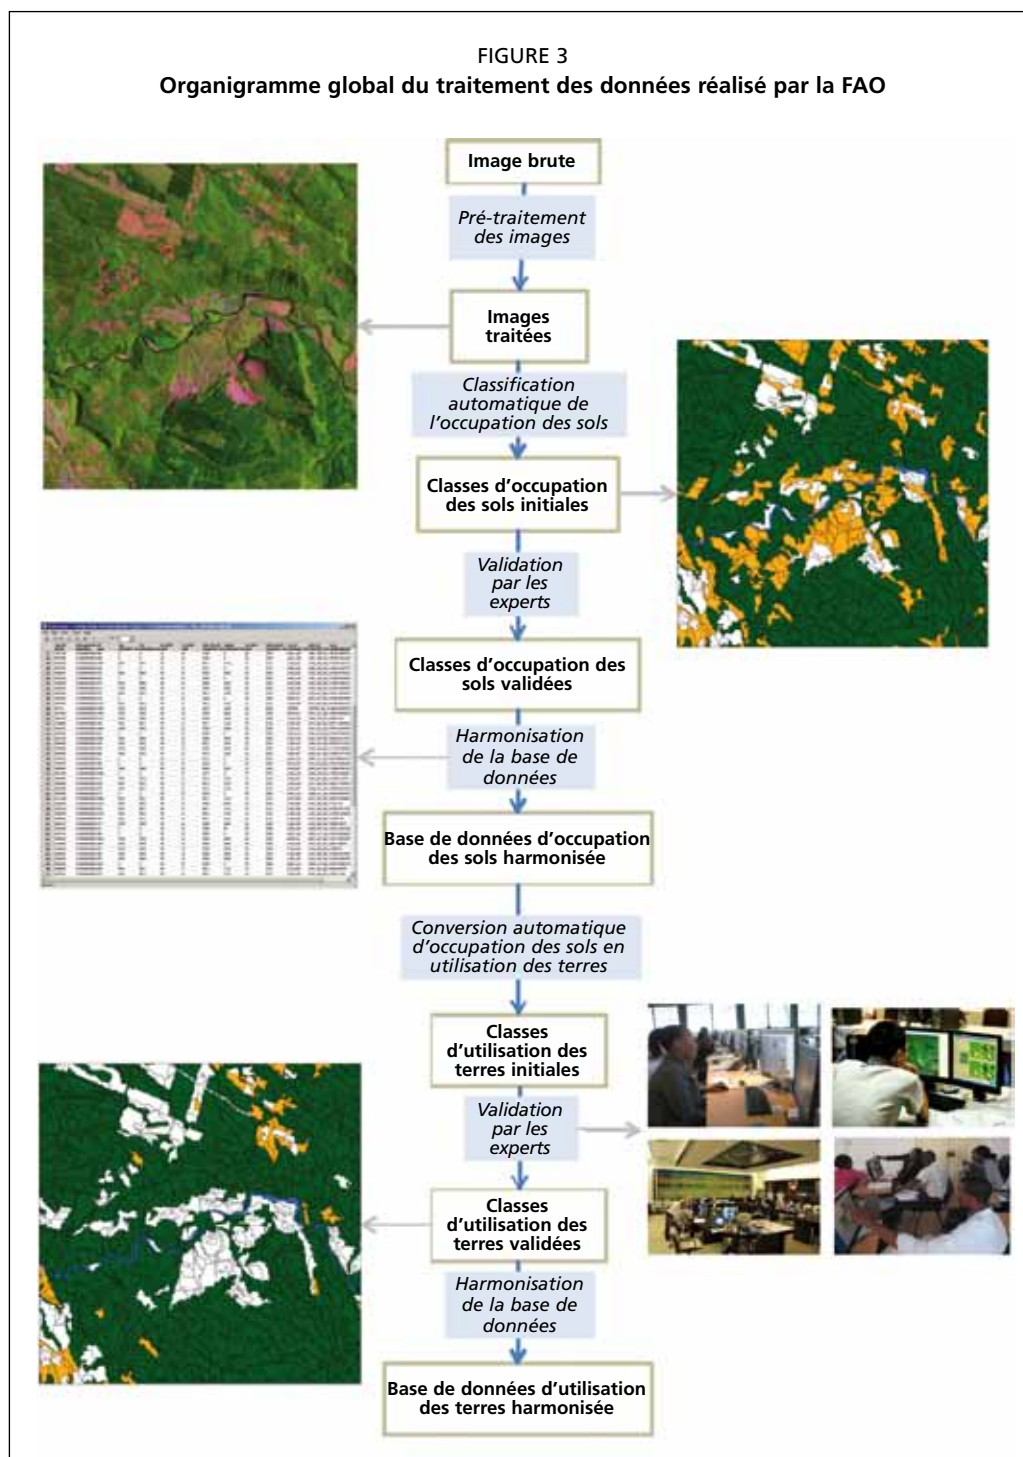 FIGURE 3
Organigramme global du traitement des données réalisé par la FAO
Image brute
Pré-traitement
des images
Images
traitées
Classification
automatique de
l'occupation des sols
Classes d'occupation
des sols initiales
Validation
par les
experts
Classes d'occupation des
sols validées
Harmonisation
de la base de
données
Base de données d'occupation
des sols harmonisée
Conversion automatique
d'occupation des sols en
utilisation des terres
Classes
d'utilisation des
terres initiales
Validation
par les
experts
Classes
d'utilisation des
terres validées
Harmonisation
de la base de
données
Base de données d'utilisation
des terres harmonisée